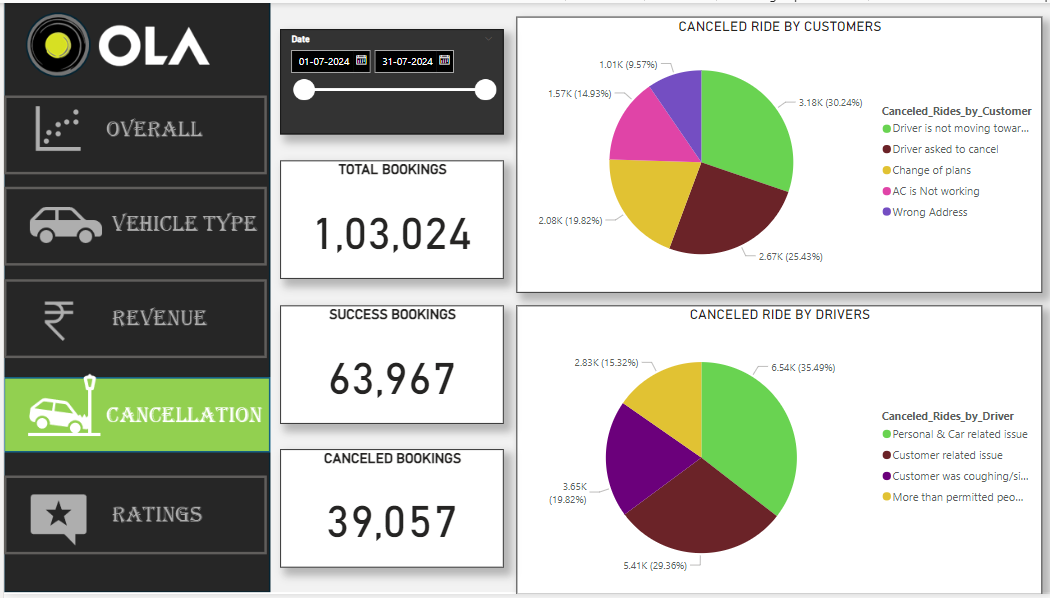 OLA
OVERALL
VEHICLE TYPE
REVENUE
CANCELLATION
RATINGS
Date
01-07-2024 31-07-2024
TOTAL BOOKINGS
1,03,024
SUCCESS BOOKINGS
63,967
CANCELED BOOKINGS
39,057
CANCELED RIDE BY CUSTOMERS
1.01K (9.57%)
1.57K (14.93%)
3.18K (30.24%)
2.08K (19.82%)
2.67K (25.43%)
Canceled_Rides_by_Customer
Driver is not moving towar...
Driver asked to cancel
Change of plans
AC is Not working
Wrong Address
CANCELED RIDE BY DRIVERS
2.83K (15.32%)
6.54K (35.49%)
3.65K
(19.82%)
5.41K (29.36%)
Canceled_Rides_by_Driver
Personal & Car related issue
Customer related issue
Customer was coughing/si...
More than permitted peo...